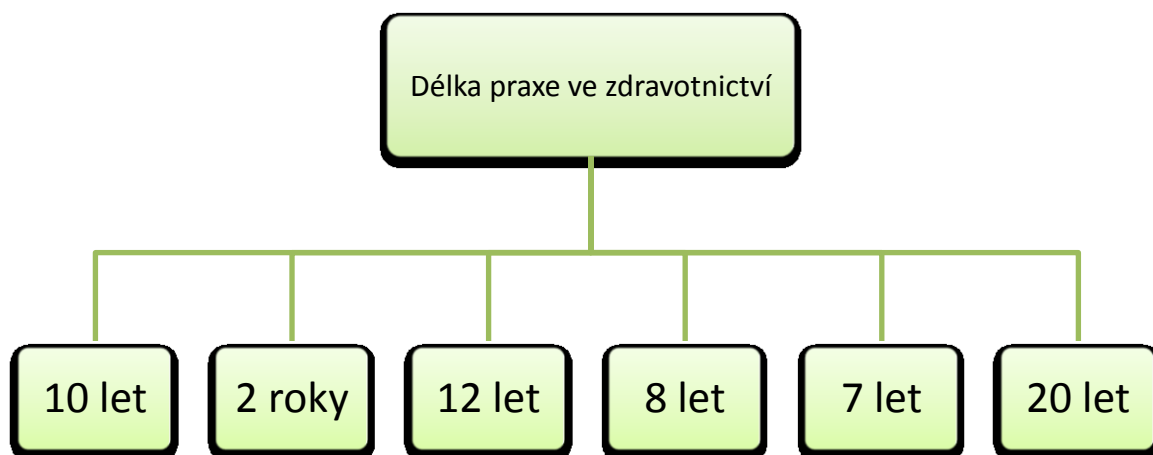 Délka praxe ve zdravotnictví
10 let
2 roky
12 let
8 let
7 let
20 let